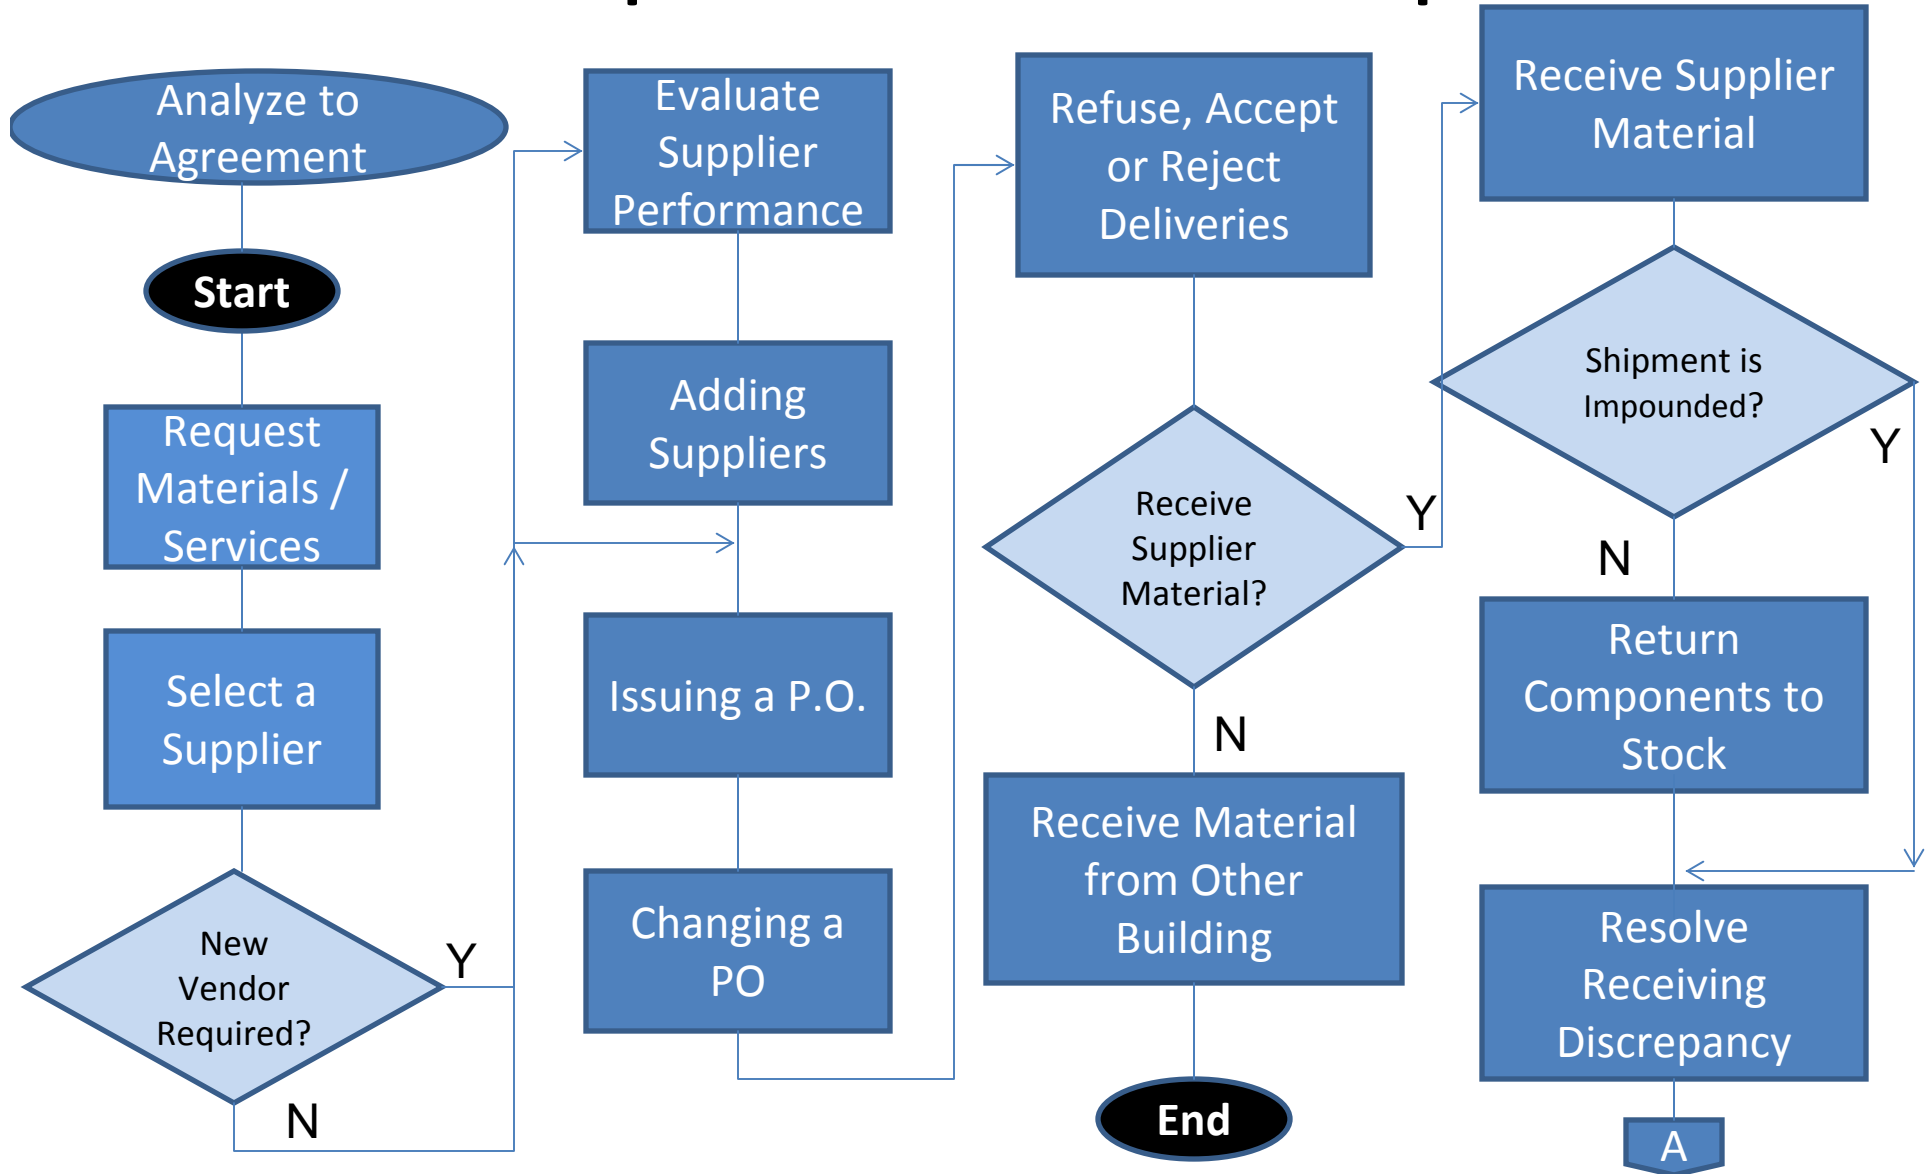 Analyze to
Agreement
Start
Request
Materials /
Services
Select a
Supplier
New
Vendor
Required?
Y
N
Evaluate
Supplier
Performance
Adding
Suppliers
Issuing a P.O.
Changing a
PO
Refuse, Accept
or Reject
Deliveries
Receive
Supplier
Material?
Y
N
Receive Material
from Other
Building
End
Receive Supplier
Material
Shipment is
Impounded?
Y
N
Return
Components to
Stock
Resolve
Receiving
Discrepancy
A